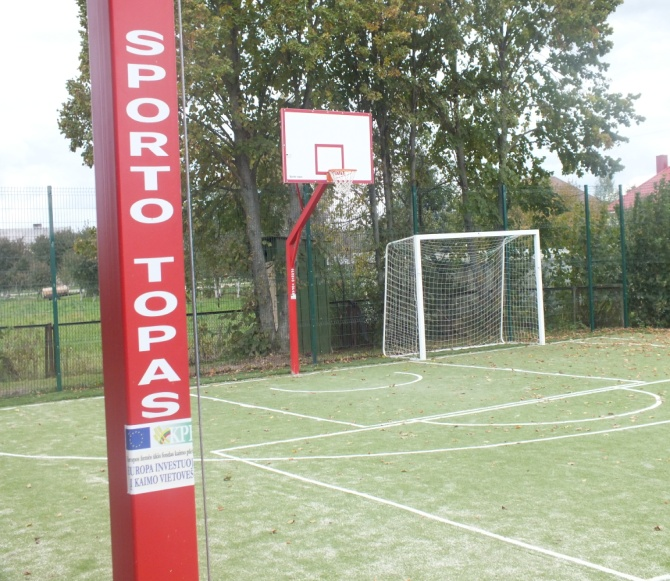 SPORTO TOPAS
KPP
EUROPA INVESTUOJA
Į KAIMO VIETOVES